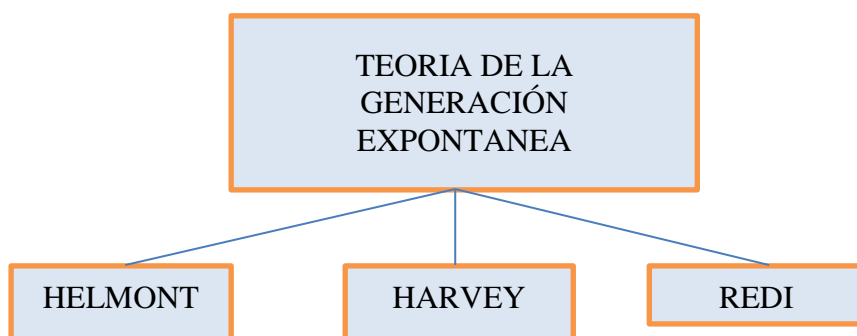 TEORIA DE LA
GENERACIÓN
EXPONTANEA
HELMONT
HARVEY
REDI